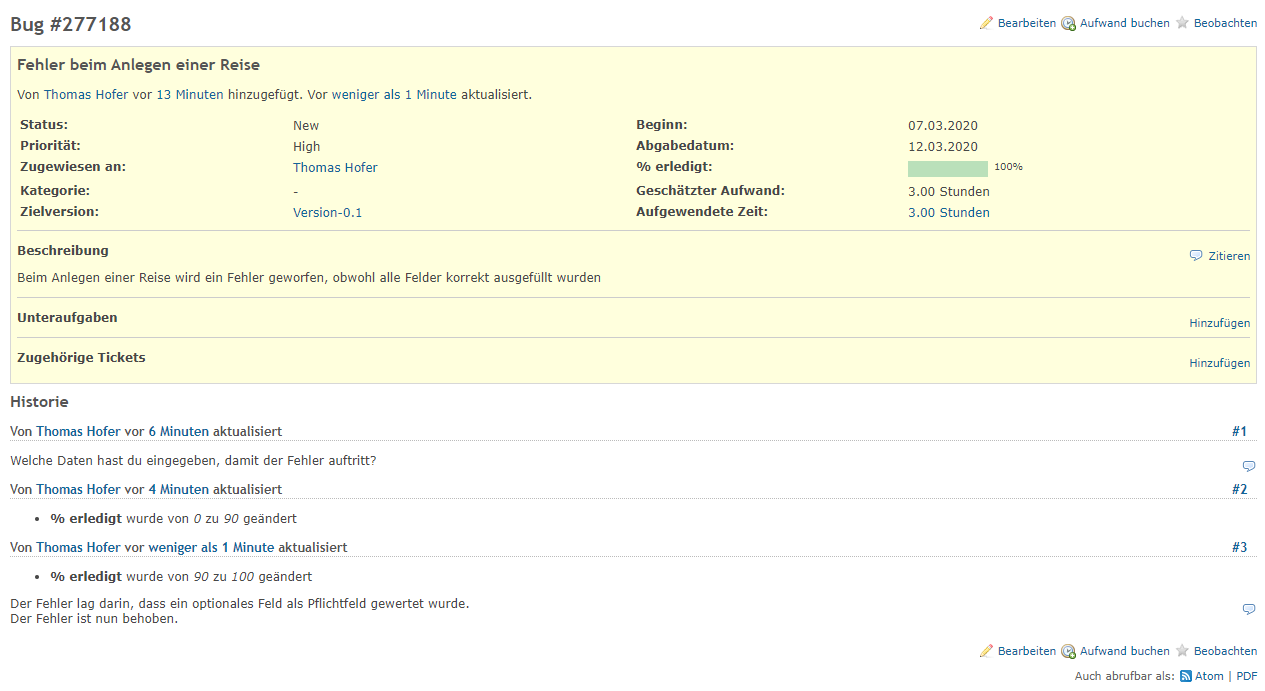 Bug #277188
Bearbeiten Aufwand buchen Beobachten
Fehler beim Anlegen einer Reise
Von Thomas Hofer vor 13 Minuten hinzugefügt. Vor weniger als 1 Minute aktualisiert.
Status: New Beginn: 07.03.2020
Priorität: High Abgabedatum: 12.03.2020
Zugewiesen an: Thomas Hofer % erledigt: 100%
Kategorie: - Geschätzter Aufwand: 3.00 Stunden
Zielversion: Version-0.1 Aufgewendete Zeit: 3.00 Stunden
Beschreibung Zitieren
Beim Anlegen einer Reise wird ein Fehler geworfen, obwohl alle Felder korrekt ausgefüllt wurden
Unteraufgaben Hinzufügen
Zugehörige Tickets Hinzufügen
Historie
Von Thomas Hofer vor 6 Minuten aktualisiert #1
Welche Daten hast du eingegeben, damit der Fehler auftritt?
Von Thomas Hofer vor 4 Minuten aktualisiert #2
• % erledigt wurde von 0 zu 90 geändert
Von Thomas Hofer vor weniger als 1 Minute aktualisiert #3
• % erledigt wurde von 90 zu 100 geändert
Der Fehler lag darin, dass ein optionales Feld als Pflichtfeld gewertet wurde.
Der Fehler ist nun behoben.
Bearbeiten Aufwand buchen Beobachten
Auch abrufbar als: Atom | PDF